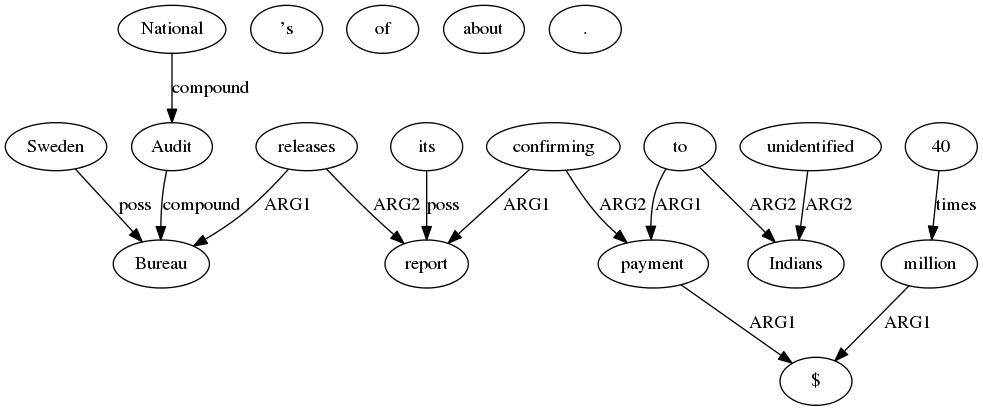 National 's of about .
compound
Sweden Audit releases its confirming to unidentified 40
poss compound ARG1 ARG2 poss ARG1 ARG2 ARG1 ARG2 ARG2 times
Bureau report payment Indians million
ARG1 ARG1
$